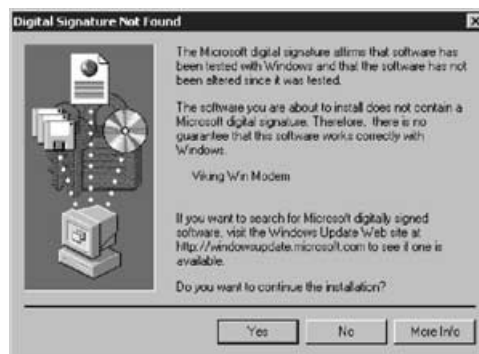 Digital Signature Not Found
The Microsoft digital signature affirms that software has
been tested with Windows and that the software has not
been altered since it was tested.
The software you are about to install does not contain a
Microsoft digital signature. Therefore, there is no
guarantee that this software works correctly with
Windows.
Viking Win Modem
If you want to search for Microsoft digitally signed
software, visit the Windows Update Web site at
http://windowsupdate.microsoft.com to see if one is
available.
Do you want to continue the installation?
Yes No More Info